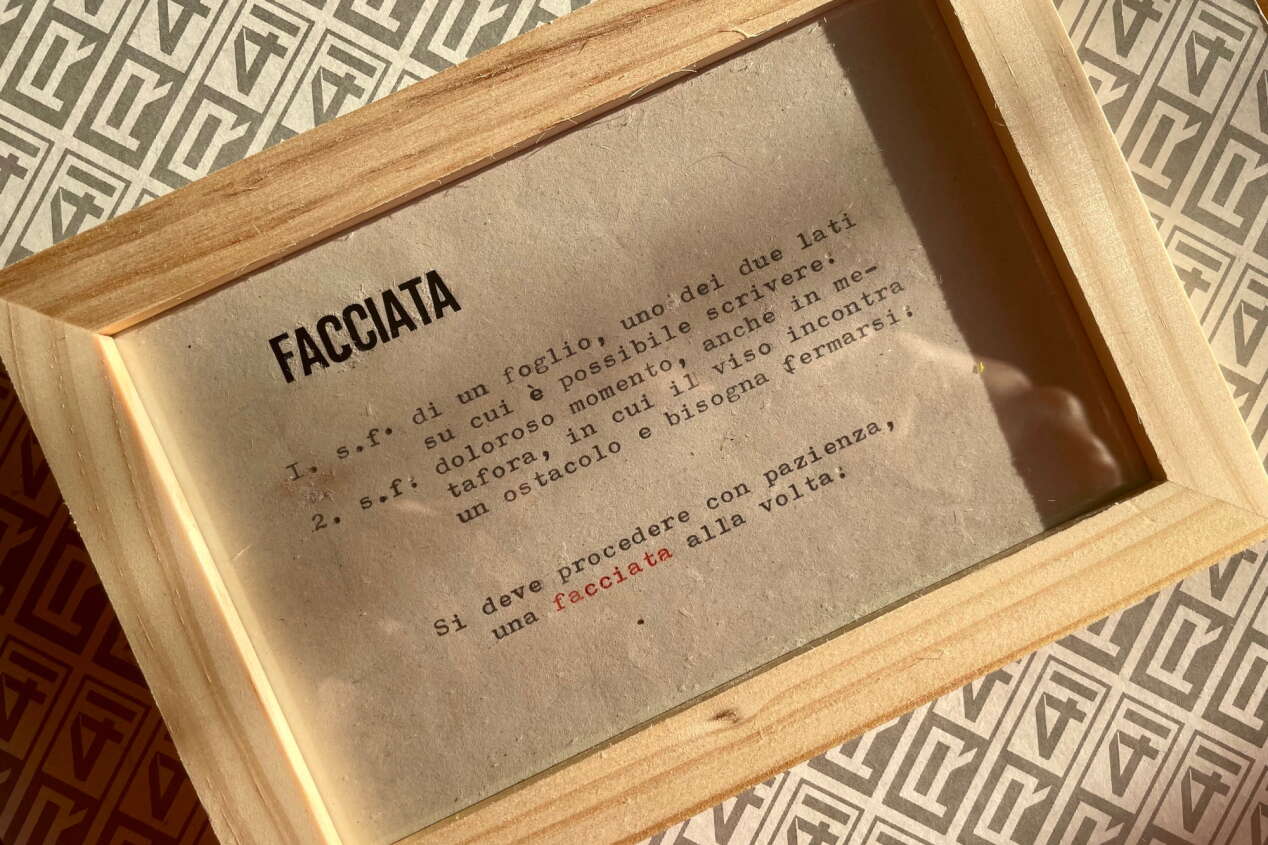 FACCIATA
1. s.f. di un foglio, uno dei due lati
su cui è possibile scrivere.
2. s.f. doloroso momento, anche in me-
tafora, in cui il viso incontra
un ostacolo e bisogna fermarsi.
Si deve procedere con pazienza,
una facciata alla volta.